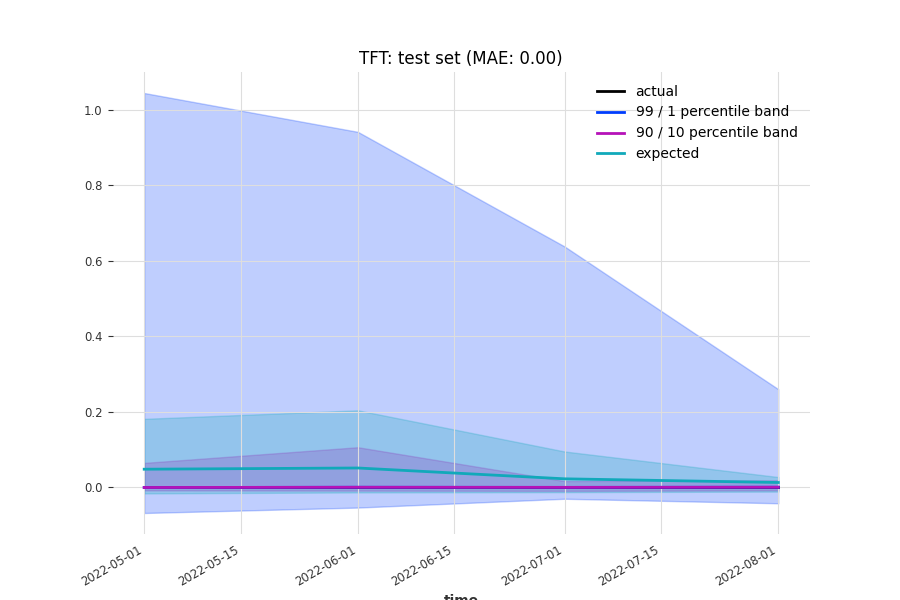 TFT: test set (MAE: 0.00)
actual
99 / 1 percentile band
90 / 10 percentile band
expected
1.0
0.8
0.6
0.4
0.2
0.0
2022-05-01
2022-05-15
2022-06-01
2022-06-15
2022-07-01
2022-07-15
2022-08-01
time